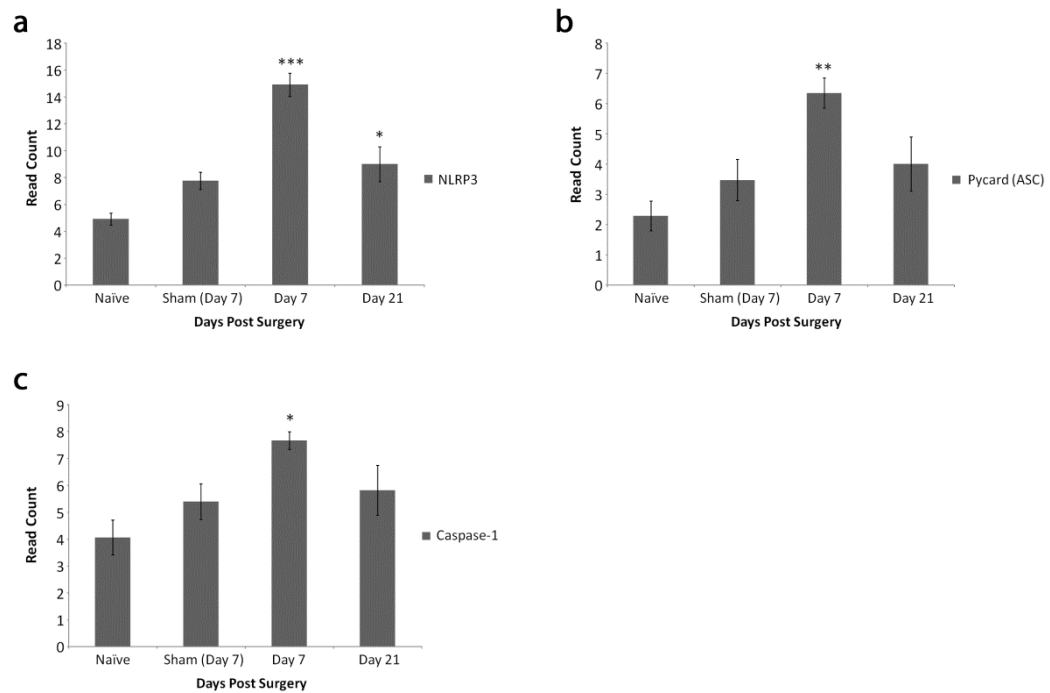 a
18
16
14
12
10
8
6
4
2
0
Read Count
***
*
Naïve
Sham (Day 7)
Day 7
Day 21
Days Post Surgery
NLRP3
b
8
7
6
5
4
3
2
1
0
Read Count
**
Naïve
Sham (Day 7)
Day 7
Day 21
Days Post Surgery
Pycard (ASC)
c
9
8
7
6
5
4
3
2
1
0
Read Count
*
Naïve
Sham (Day 7)
Day 7
Day 21
Days Post Surgery
Caspase-1